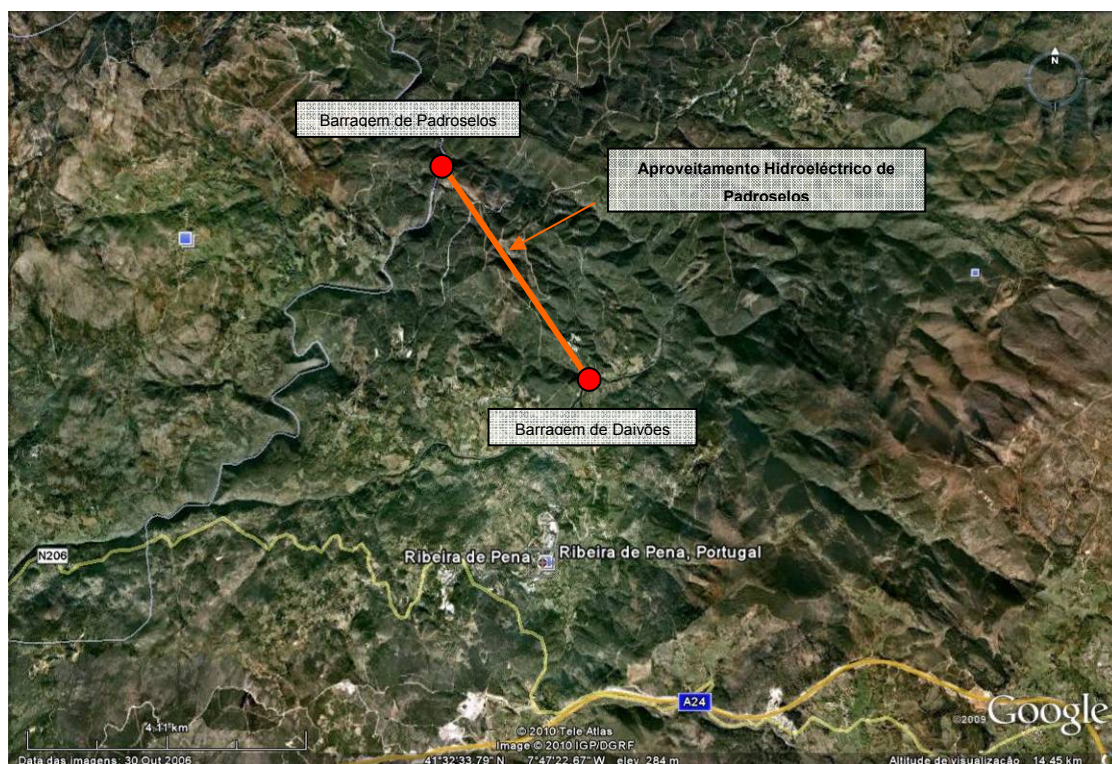 N
Barragem de Padroselos
Aproveitamento Hidroeléctrico de
Padroselos
Barragem de Daivões
N206
Ribeira de Pena
Ribeira de Pena, Portugal
A24
4.11 km
©2009 Google
© 2010 Tele Atlas
Image © 2010 IGP/DGRF
Data das imagens: 30 Out 2006
41°32'33.79" N 7°47'22.67" W elev 284 m
Altitude de visualização 14.45 km